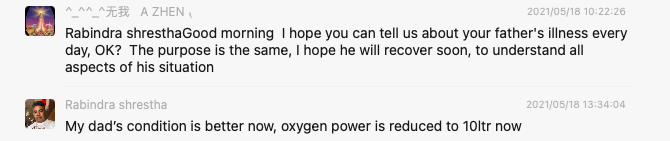 ^_^^_^无我 A ZHEN 、
2021/05/18 10:22:26
Rabindra shresthaGood morning I hope you can tell us about your father's illness every
day, OK? The purpose is the same, I hope he will recover soon, to understand all
aspects of his situation
Rabindra shrestha
2021/05/18 13:34:04
My dad's condition is better now, oxygen power is reduced to 10ltr now